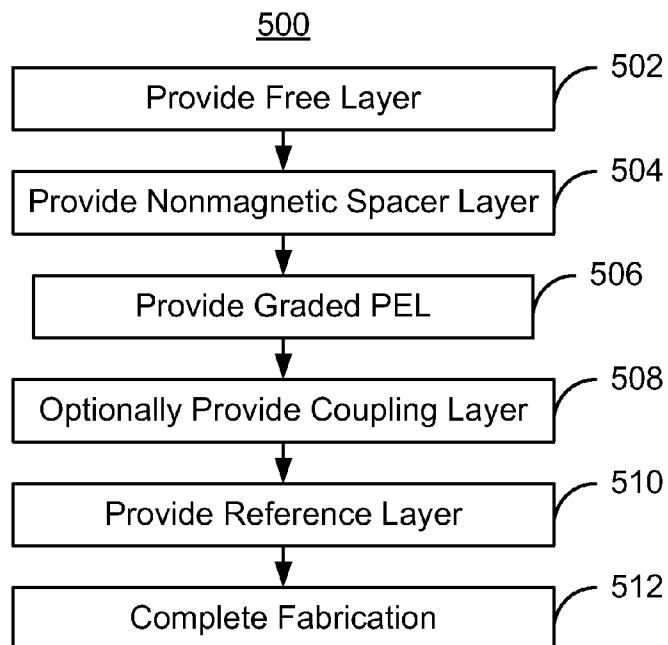 500
Provide Free Layer 502
Provide Nonmagnetic Spacer Layer 504
Provide Graded PEL 506
Optionally Provide Coupling Layer 508
Provide Reference Layer 510
Complete Fabrication 512